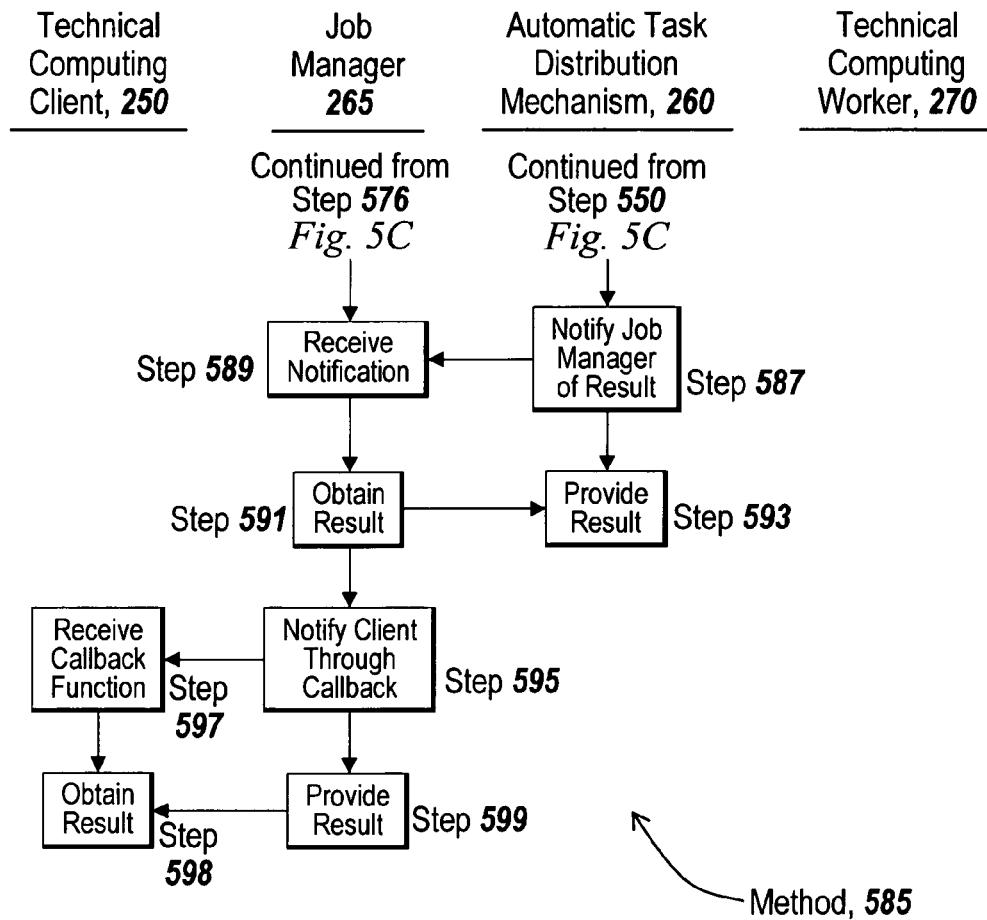 Technical
Computing
Client, 250
Job
Manager
265
Automatic Task
Distribution
Mechanism, 260
Technical
Computing
Worker, 270
Continued from
Step 576
Fig. 5C
Continued from
Step 550
Fig. 5C
Step 589
Receive
Notification
Notify Job
Manager
of Result
Step 587
Step 591
Obtain
Result
Provide
Result
Step 593
Receive
Callback
Function
Step
597
Notify Client
Through
Callback
Step 595
Obtain
Result
Step
598
Provide
Result
Step 599
Method, 585